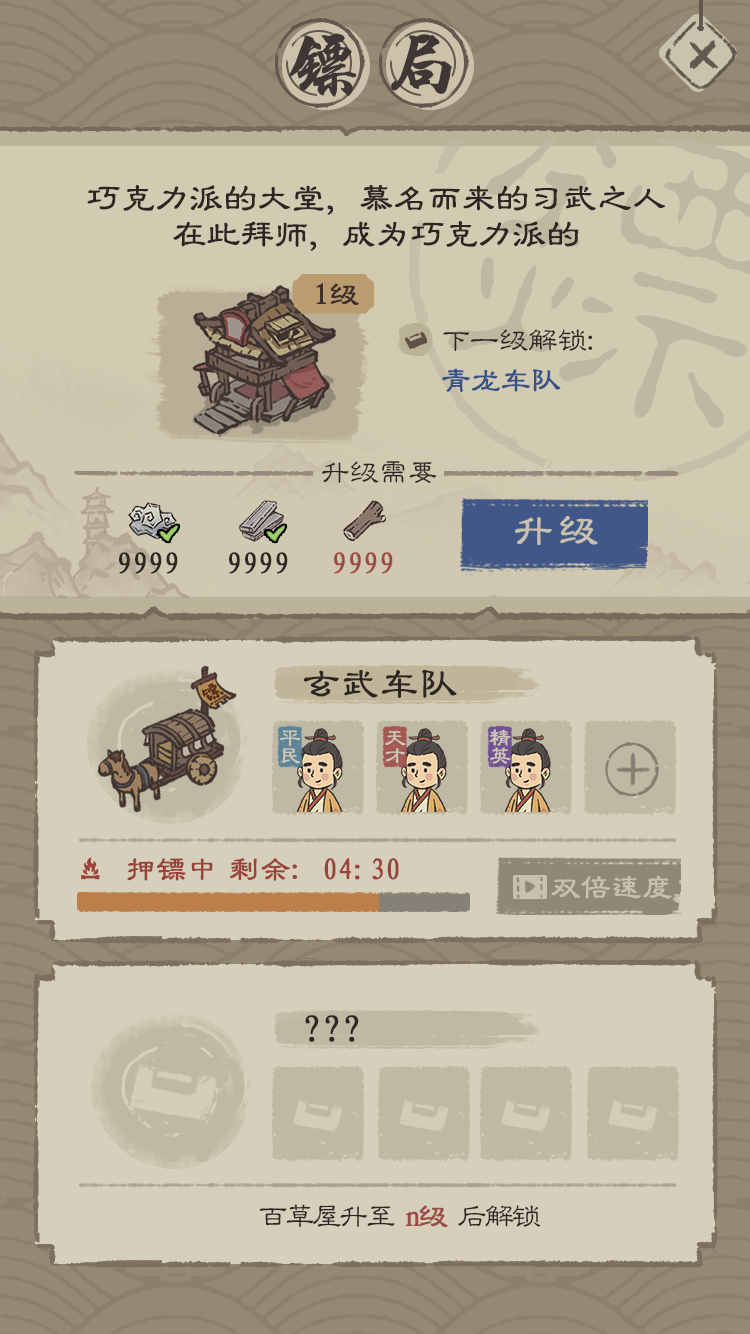 镖局
巧克力派的大堂，慕名而来的习武之人
在此拜师，成为巧克力派的
1级
下一级解锁:
青龙车队
升级需要
9999 9999 9999
升级
玄武车队
平民 天才 精英
押镖中 剩余: 04:30
双倍速度
???
百草屋升至 n级 后解锁